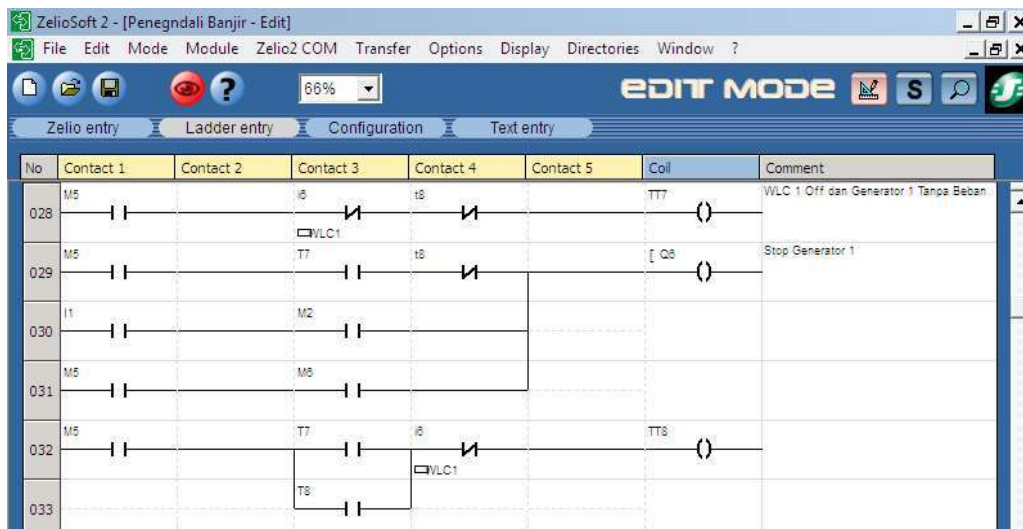 ZelioSoft 2 - [Penegndali Banjir - Edit]
File Edit Mode Module Zelio2 COM Transfer Options Display Directories Window ?
66% EDIT MODE S
Zelio entry Ladder entry Configuration Text entry
No Contact 1 Contact 2 Contact 3 Contact 4 Contact 5 Coil Comment
M5 i6 t8 TT7 WLC 1 Off dan Generator 1 Tanpa Beban
028
WLC1
M5 T7 t8 [ Q6 Stop Generator 1
029
I1 M2
030
M5 M6
031
M5 T7 i6 TT8
032
WLC1
T8
033